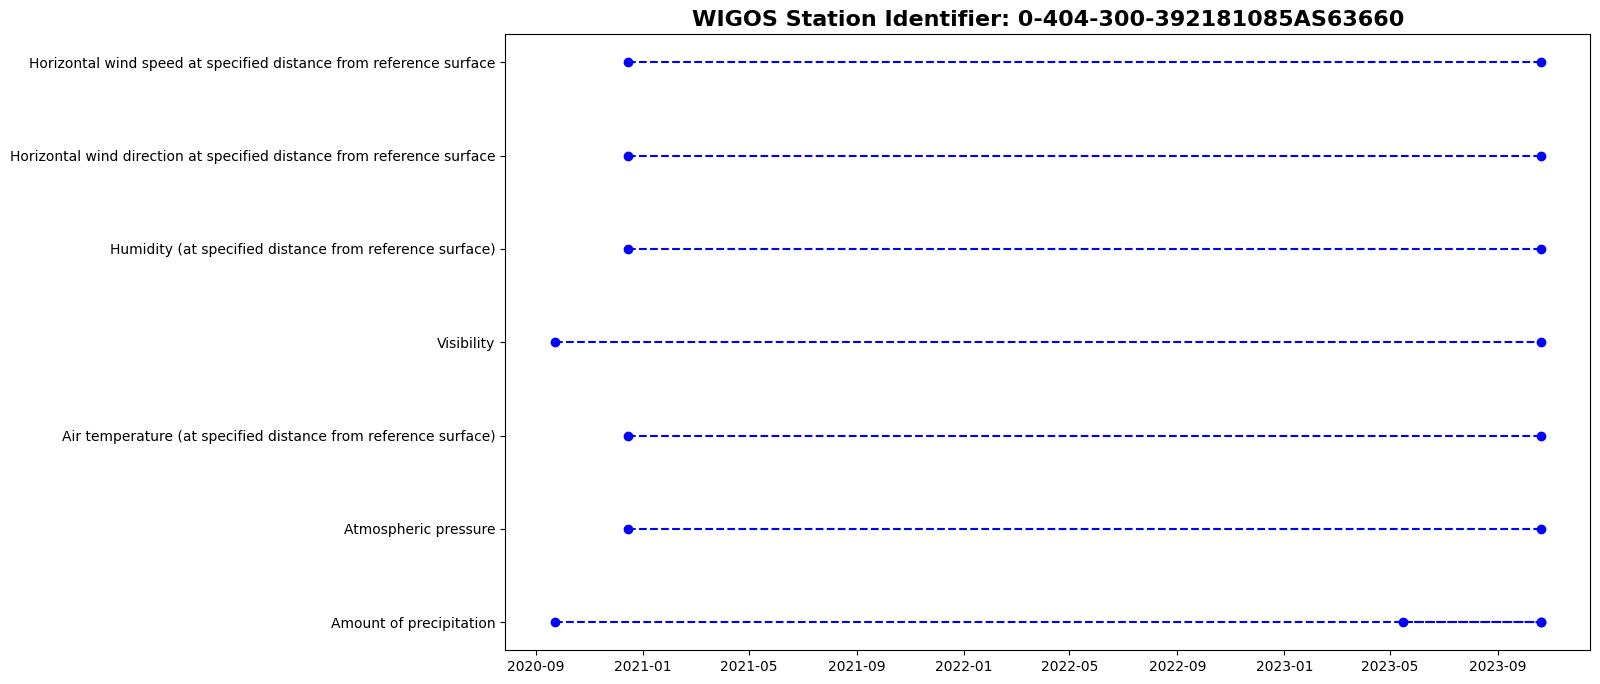 WIGOS Station Identifier: 0-404-300-392181085AS63660
Horizontal wind speed at specified distance from reference surface
Horizontal wind direction at specified distance from reference surface
Humidity (at specified distance from reference surface)
Visibility
Air temperature (at specified distance from reference surface)
Atmospheric pressure
Amount of precipitation
2020-09 2021-01 2021-05 2021-09 2022-01 2022-05 2022-09 2023-01 2023-05 2023-09